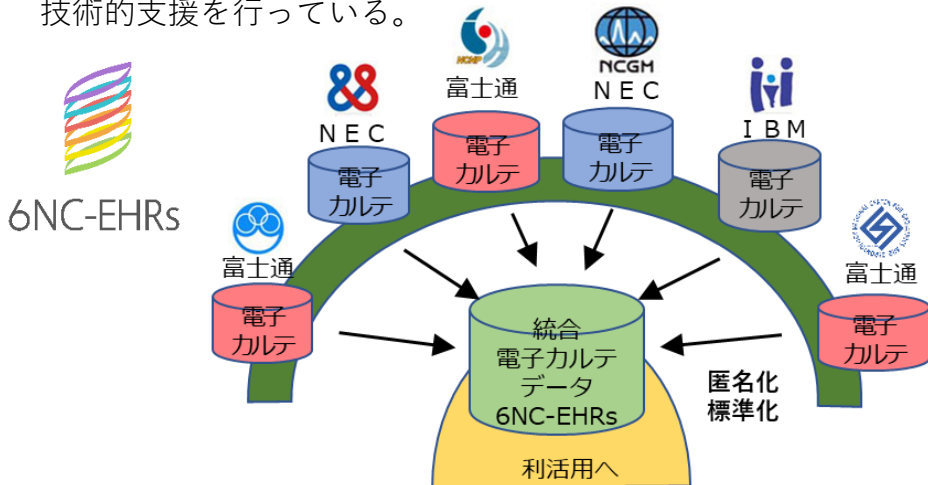 技術的支援を行っている。
6NC-EHRs
富士通
電子
カルテ
ＮＥＣ
電子
カルテ
NCNP
富士通
電子
カルテ
NCGM
ＮＥＣ
電子
カルテ
ＩＢＭ
電子
カルテ
富士通
電子
カルテ
統合
電子カルテ
データ
6NC-EHRs
匿名化
標準化
利活用へ